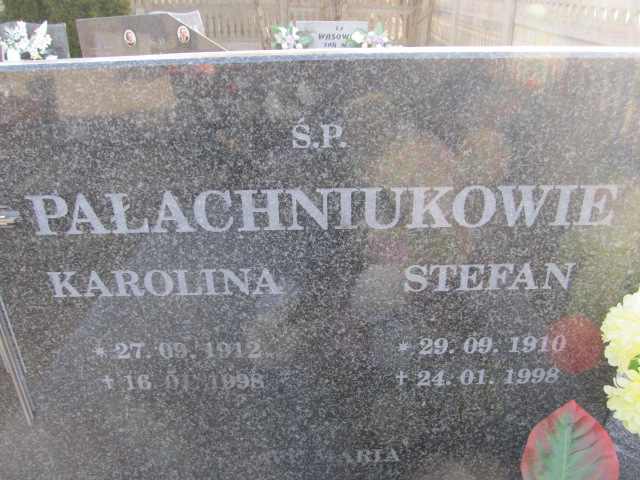 Ś.P.
PAŁACHNIUKOWIE
KAROLINA STEFAN
* 27. 09. 1912 * 29. 09. 1910
† 16. 01. 1998 † 24. 01. 1998
MARIA